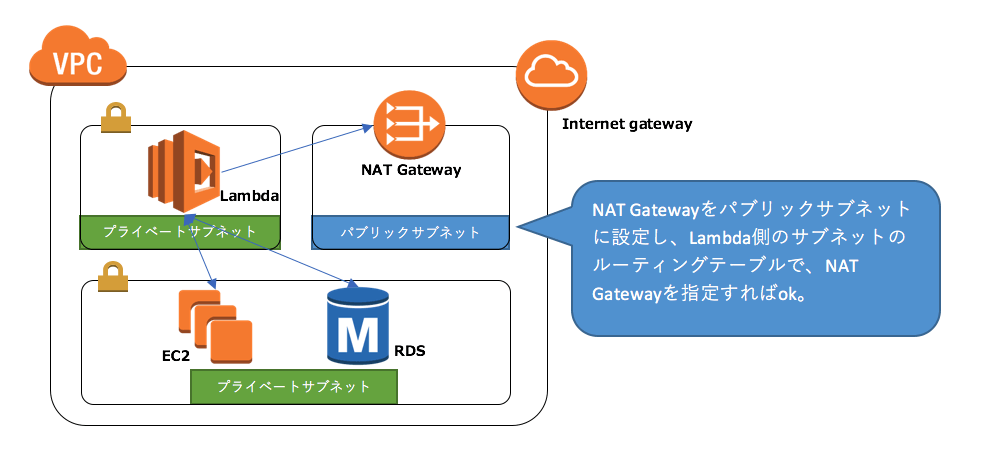 VPC
Internet gateway
NAT Gateway
Lambda
プライベートサブネット
パブリックサブネット
NAT Gatewayをパブリックサブネット
に設定し、Lambda側のサブネットの
ルーティングテーブルで、NAT
Gatewayを指定すればok。
M
EC2
RDS
プライベートサブネット